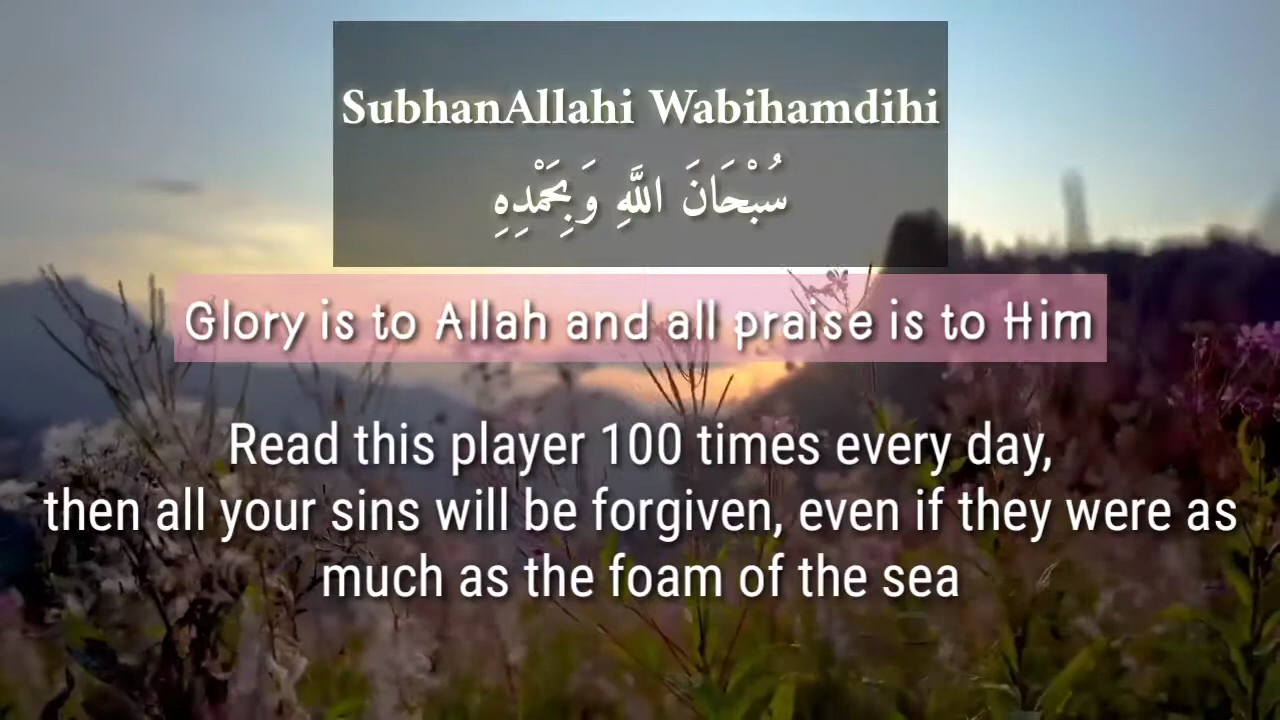 SubhanAllahi Wabihamdihi
سُبْحَانَ اللَّهِ وَبِحَمْدِهِ
Glory is to Allah and all praise is to Him
Read this player 100 times every day,
then all your sins will be forgiven, even if they were as
much as the foam of the sea